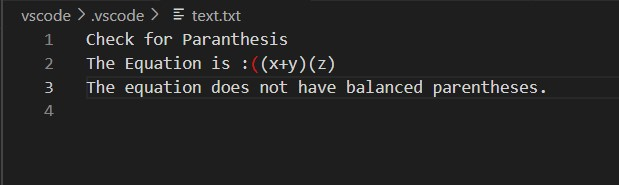 vscode > .vscode > text.txt
1 Check for Paranthesis
2 The Equation is :((x+y)(z)
3 The equation does not have balanced parentheses.
4